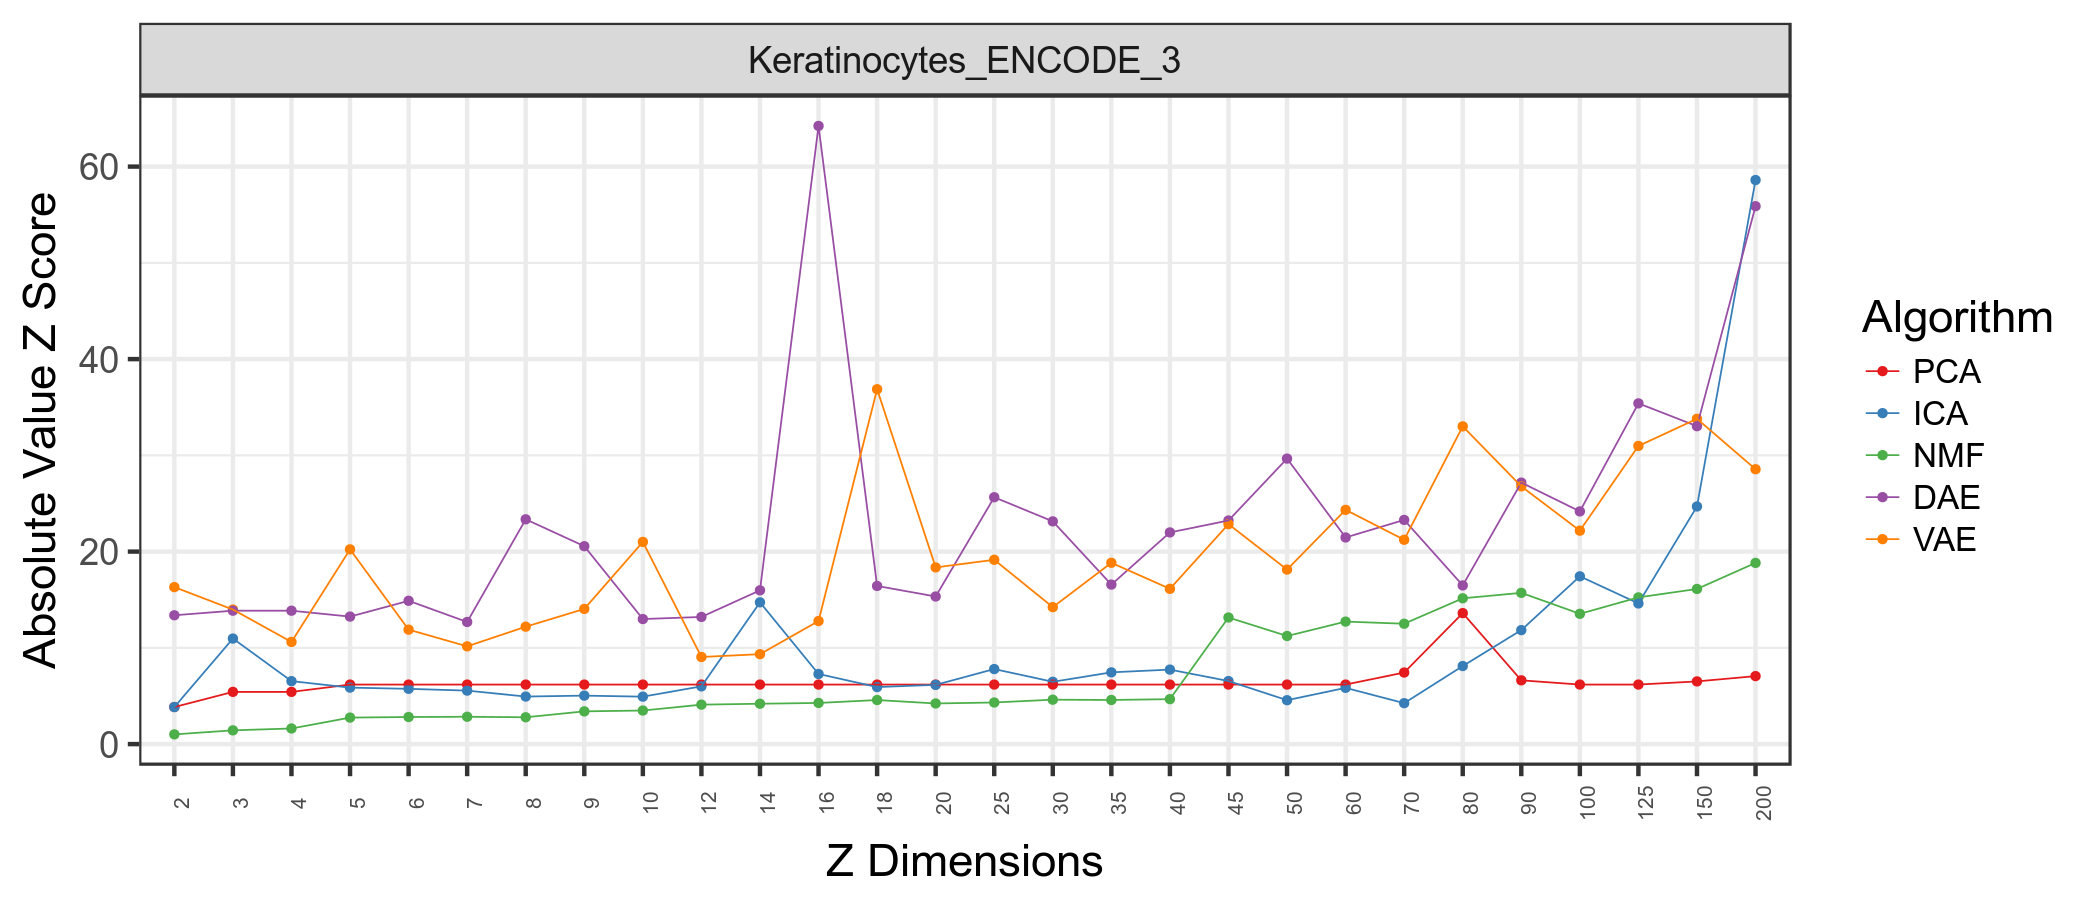 Keratinocytes_ENCODE_3
Absolute Value Z Score
60
40
20
0
2 3 4 5 6 7 8 9 10 12 14 16 18 20 25 30 35 40 45 50 60 70 80 90 100 125 150 200
Z Dimensions
Algorithm
PCA
ICA
NMF
DAE
VAE